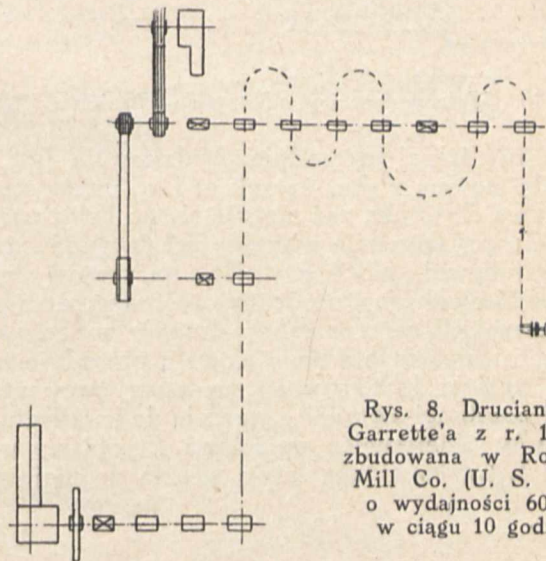 Rys. 8. Drucian
Garrette'a z r. 1
zbudowana w Ro
Mill Co. (U. S.
o wydajności 60
w ciągu 10 god